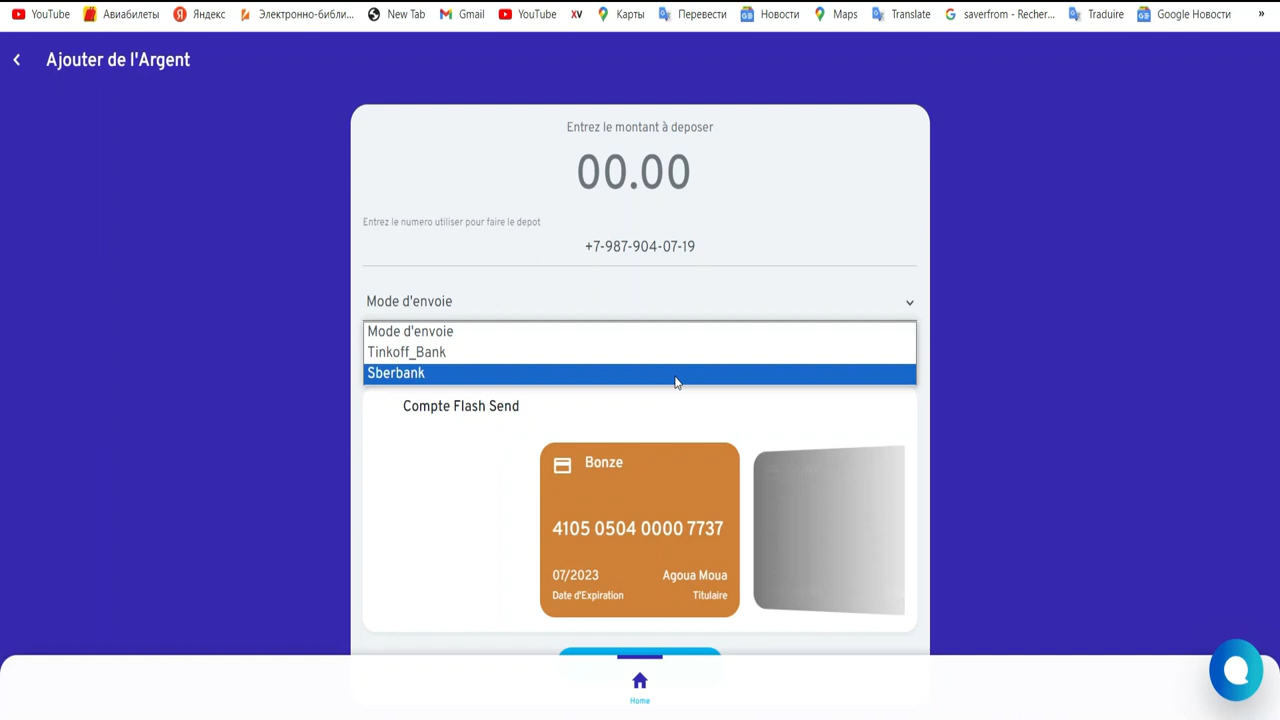 YouTube Авиабилеты Яндекс Электронно-библи... New Tab Gmail YouTube XV Карты Перевести Новости Maps Translate saverfrom - Recher... Traduire Google Новости »
Ajouter de l'Argent
Entrez le montant à deposer
00.00
Entrez le numero utiliser pour faire le depot
+7-987-904-07-19
Mode d'envoie
Mode d'envoie
Tinkoff_Bank
Sberbank
Compte Flash Send
Bonze
4105 0504 0000 7737
07/2023 Agoua Moua
Date d'Expiration Titulaire
Home